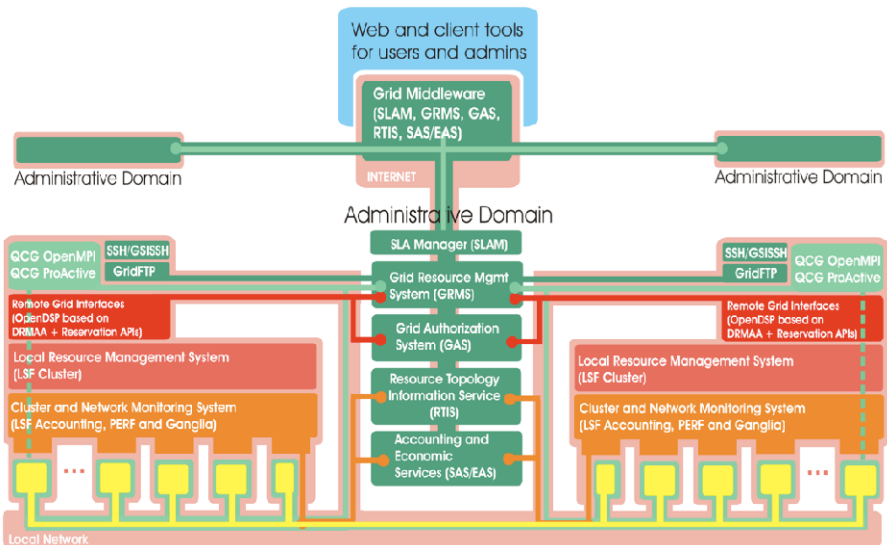 Web and client tools
for users and admins
Grid Middleware
(SLAM, GRMS, GAS,
RTIS, SAS/EAS)
INTERNET
Administrative Domain
Administrative Domain
Administrative Domain
SLA Manager (SLAM)
QCG OpenMPI
QCG ProActive
SSH/GSISSH
GridFTP
Grid Resource Mgmt
System (GRMS)
SSH/GSISSH
GridFTP
QCG OpenMPI
QCG ProActive
Remote Grid Interfaces
(OpenDSP based on
DRMAA + Reservation APIs)
Grid Authorization
System (GAS)
Remote Grid Interfaces
(OpenDSP based on
DRMAA + Reservation APIs)
Local Resource Management System
(LSF Cluster)
Resource Topology
Information Service
(RTIS)
Local Resource Management System
(LSF Cluster)
Cluster and Network Monitoring System
(LSF Accounting, PERF and Ganglia)
Accounting and
Economic
Services (SAS/EAS)
Cluster and Network Monitoring System
(LSF Accounting, PERF and Ganglia)
...
...
Local Network